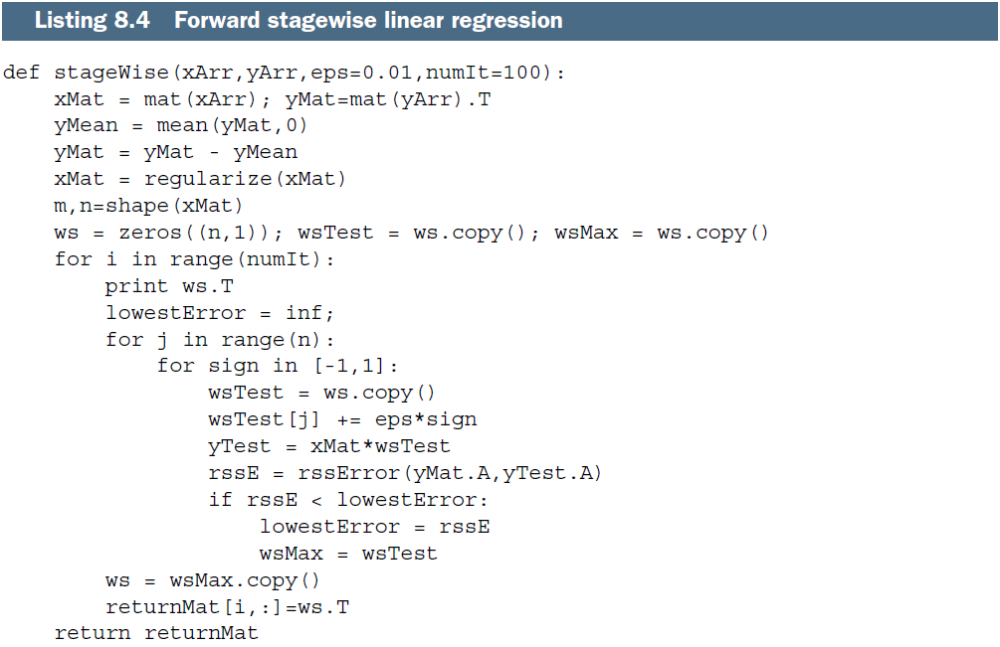 Listing 8.4 Forward stagewise linear regression
def stageWise(xArr,yArr,eps=0.01,numIt=100):
    xMat = mat(xArr); yMat=mat(yArr).T
    yMean = mean(yMat,0)
    yMat = yMat - yMean
    xMat = regularize(xMat)
    m,n=shape(xMat)
    ws = zeros((n,1)); wsTest = ws.copy(); wsMax = ws.copy()
    for i in range(numIt):
        print ws.T
        lowestError = inf;
        for j in range(n):
            for sign in [-1,1]:
                wsTest = ws.copy()
                wsTest[j] += eps*sign
                yTest = xMat*wsTest
                rssE = rssError(yMat.A,yTest.A)
                if rssE < lowestError:
                    lowestError = rssE
                    wsMax = wsTest
        ws = wsMax.copy()
        returnMat[i,:]=ws.T
    return returnMat